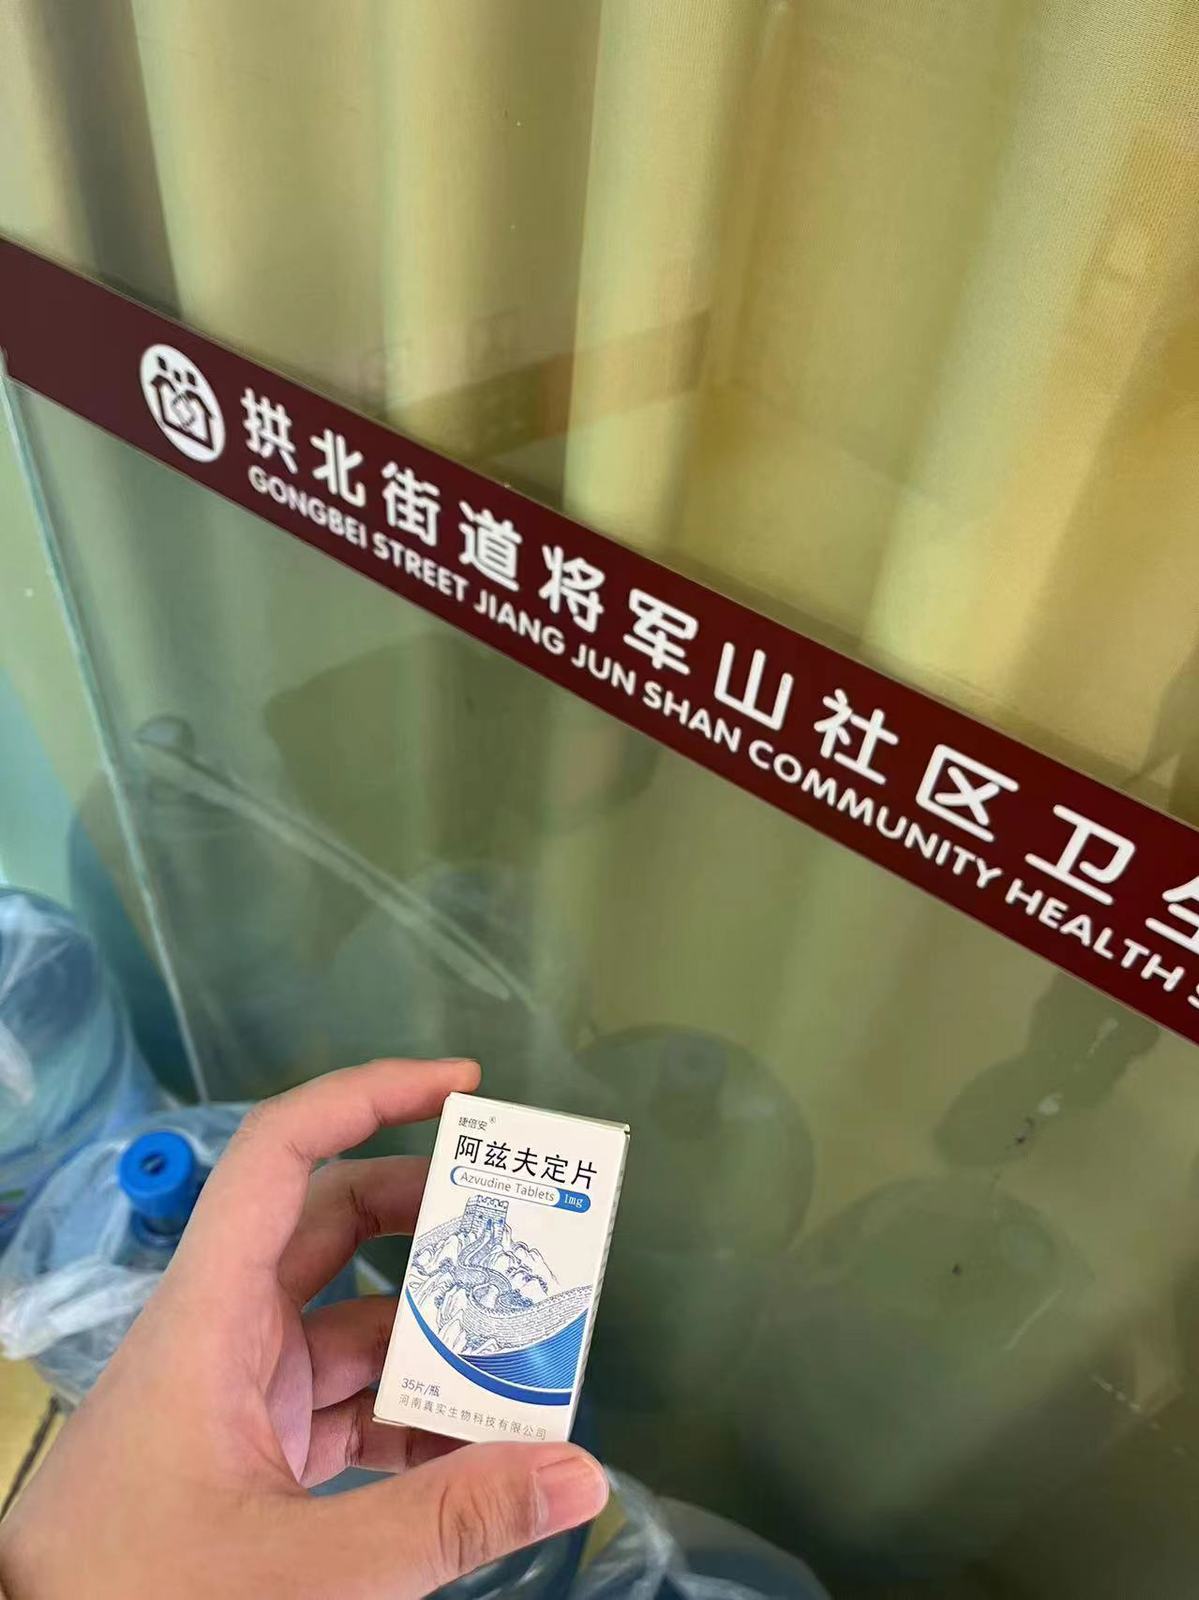 拱北街道将军山社区卫生
GONGBEI STREET JIANG JUN SHAN COMMUNITY HEALTH S
捷倍安®
阿兹夫定片
Azvudine Tablets 1mg
35片/瓶
河南真实生物科技有限公司